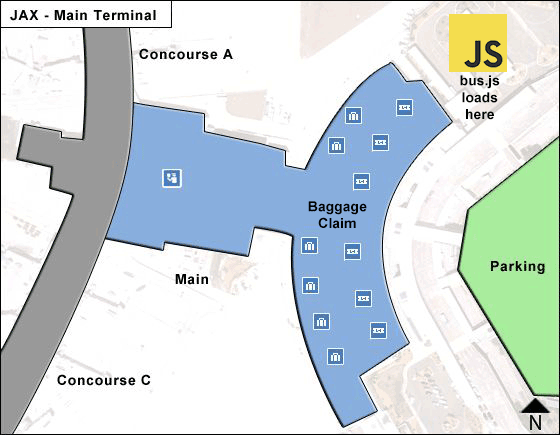 JAX - Main Terminal
Concourse A
JS
bus.js
loads
here
Baggage
Claim
Parking
Main
Concourse C
N